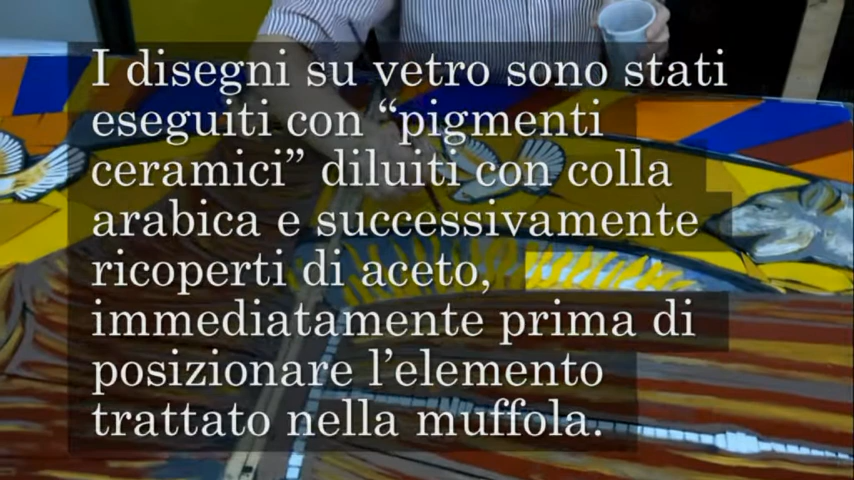 I disegni su vetro sono stati
eseguiti con “pigmenti
ceramici” diluiti con colla
arabica e successivamente
ricoperti di aceto,
immediatamente prima di
posizionare l’elemento
trattato nella muffola.